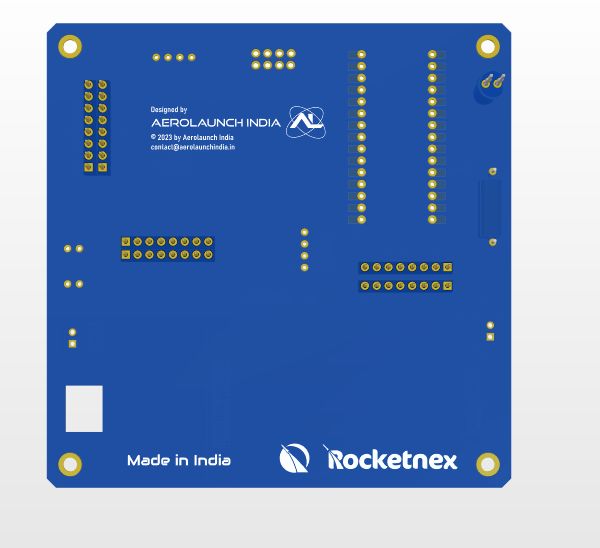 Designed by
AEROLAUNCH INDIA
© 2023 by Aerolaunch India
contact@aerolaunchindia.in
Made in India
Rocketnex